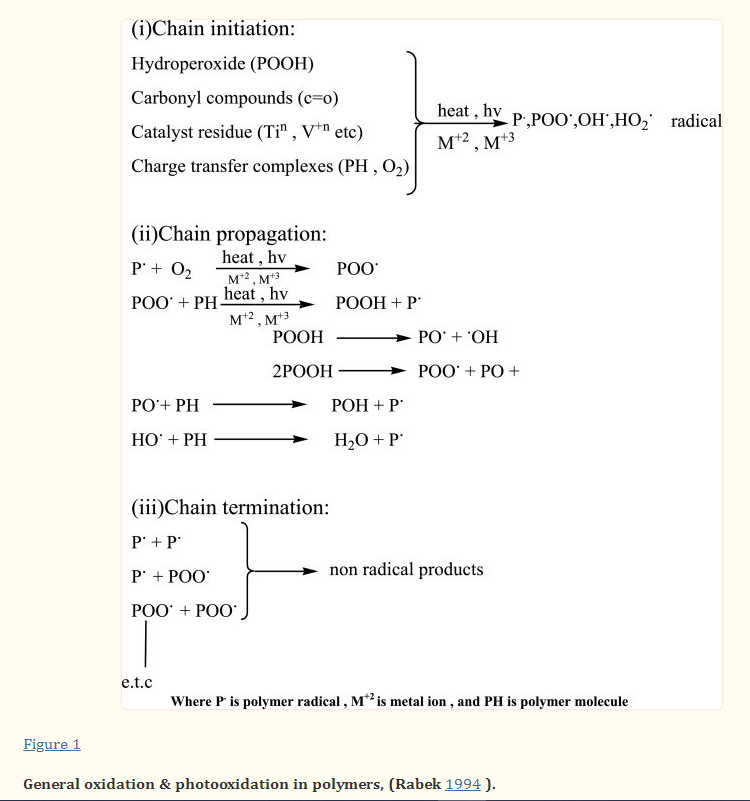 (i)Chain initiation:
Hydroperoxide (POOH)
Carbonyl compounds (c=o)
Catalyst residue (Tiⁿ , V⁺ⁿ etc)
Charge transfer complexes (PH , O₂)
heat , hv
M⁺² , M⁺³
P·,POO·,OH·,HO₂· radical
(ii)Chain propagation:
P· + O₂ heat , hv POO·
M⁺² , M⁺³
POO· + PH heat , hv POOH + P·
M⁺² , M⁺³
POOH → PO· + ·OH
2POOH → POO· + PO +
PO·+ PH → POH + P·
HO· + PH → H₂O + P·
(iii)Chain termination:
P· + P·
P· + POO· → non radical products
POO· + POO·
e.t.c
Where P· is polymer radical , M⁺² is metal ion , and PH is polymer molecule
Figure 1
General oxidation & photooxidation in polymers, (Rabek 1994 ).